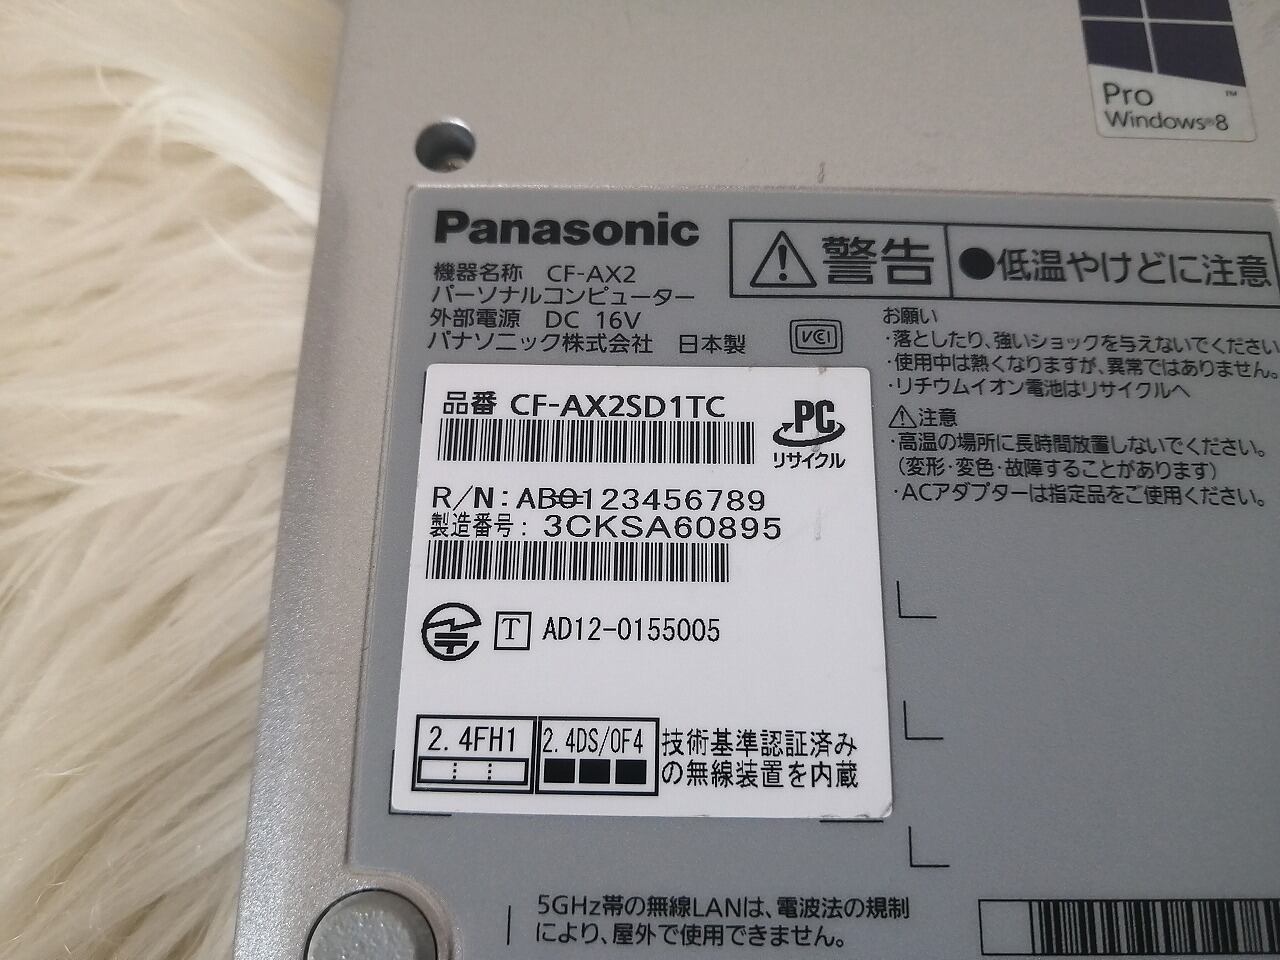 Pro
Windows®8
Panasonic
機器名称 CF-AX2
パーソナルコンピューター
外部電源 DC 16V
パナソニック株式会社 日本製
VCI
警告
●低温やけどに注意
お願い
・落としたり、強いショックを与えないでください
・使用中は熱くなりますが、異常ではありません。
・リチウムイオン電池はリサイクルへ
注意
・高温の場所に長時間放置しないでください。
（変形・変色・故障することがあります）
・ACアダプターは指定品をご使用ください。
品番 CF-AX2SD1TC
PC
リサイクル
R/N: AB0123456789
製造番号: 3CKSA60895
T AD12-0155005
2.4FH1
2.4DS/OF4
技術基準認証済み
の無線装置を内蔵
5GHz帯の無線LANは、電波法の規制
により、屋外で使用できません。